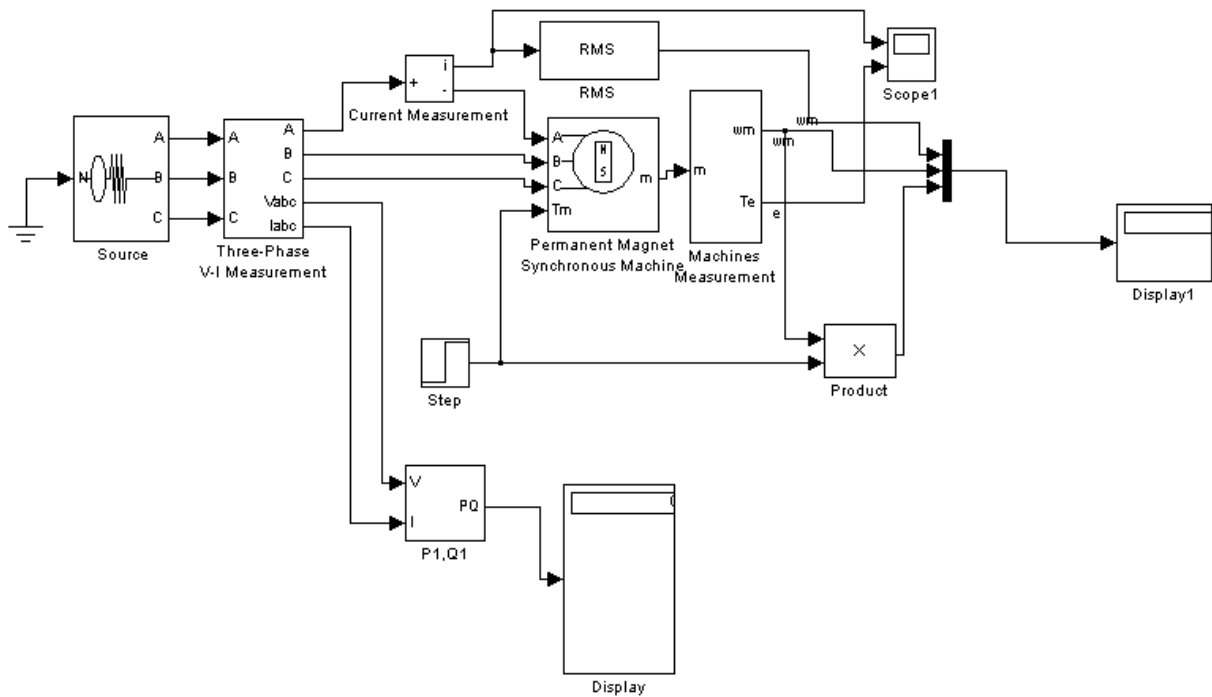 i
+
-
Current Measurement
RMS
RMS
Scope1
N
A
B
C
Source
A
B
C
A
B
C
Vabc
Iabc
Three-Phase
V-I Measurement
A
B
C
Tm
N
S
m
Permanent Magnet
Synchronous Machine
m
wm
Te
Machines
Measurement
wm
wm
e
Display1
Step
×
Product
V
I
PQ
P1,Q1
Display